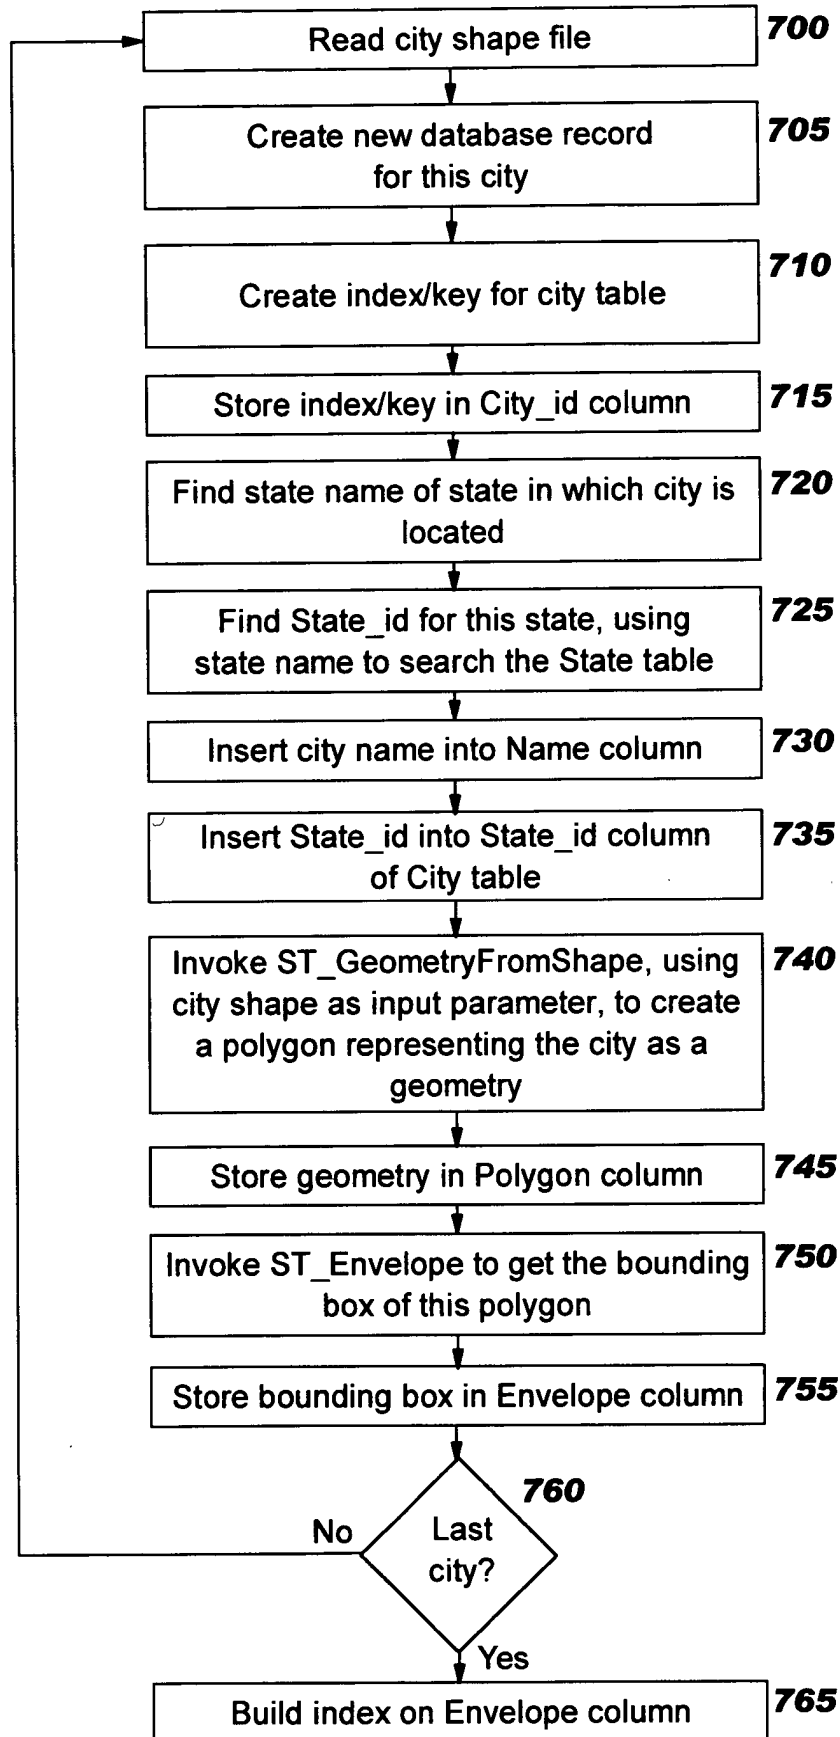 Read city shape file
700
Create new database record
for this city
705
Create index/key for city table
710
Store index/key in City_id column
715
Find state name of state in which city is
located
720
Find State_id for this state, using
state name to search the State table
725
Insert city name into Name column
730
Insert State_id into State_id column
of City table
735
Invoke ST_GeometryFromShape, using
city shape as input parameter, to create
a polygon representing the city as a
geometry
740
Store geometry in Polygon column
745
Invoke ST_Envelope to get the bounding
box of this polygon
750
Store bounding box in Envelope column
755
760
Last
city?
No
Yes
Build index on Envelope column
765